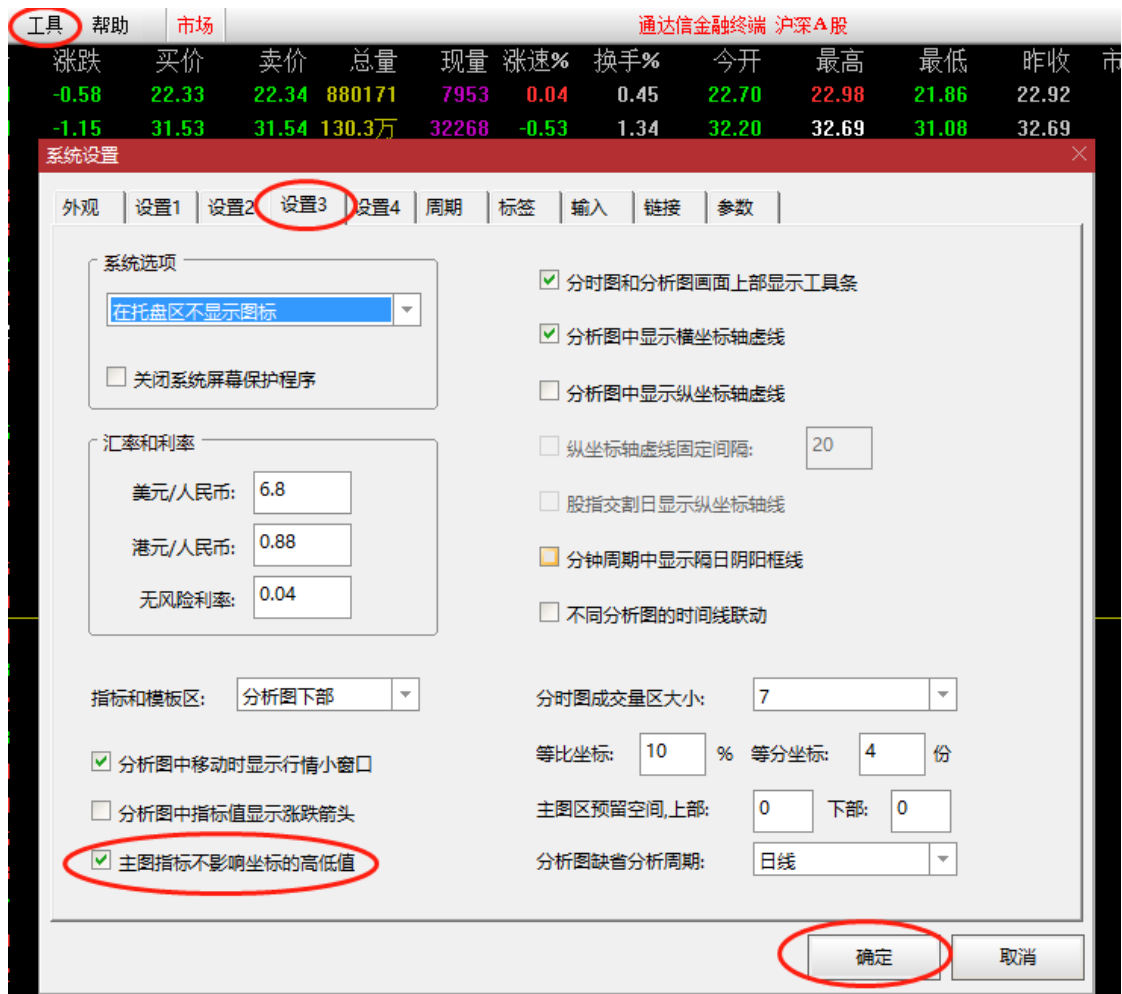 工具 帮助 市场 通达信金融终端 沪深A股
涨跌 买价 卖价 总量 现量 涨速% 换手% 今开 最高 最低 昨收 市
-0.58 22.33 22.34 880171 7953 0.04 0.45 22.70 22.98 21.86 22.92
-1.15 31.53 31.54 130.3万 32268 -0.53 1.34 32.20 32.69 31.08 32.69
系统设置
外观 设置1 设置2 设置3 设置4 周期 标签 输入 链接 参数
系统选项
在托盘区不显示图标
关闭系统屏幕保护程序
汇率和利率
美元/人民币: 6.8
港元/人民币: 0.88
无风险利率: 0.04
指标和模板区: 分析图下部
分析图中移动时显示行情小窗口
分析图中指标值显示涨跌箭头
主图指标不影响坐标的高低值
分时图和分析图画面上部显示工具条
分析图中显示横坐标轴虚线
分析图中显示纵坐标轴虚线
纵坐标轴虚线固定间隔: 20
股指交割日显示纵坐标轴线
分钟周期中显示隔日阴阳框线
不同分析图的时间线联动
分时图成交量区大小: 7
等比坐标: 10 % 等分坐标: 4 份
主图区预留空间,上部: 0 下部: 0
分析图缺省分析周期: 日线
确定 取消